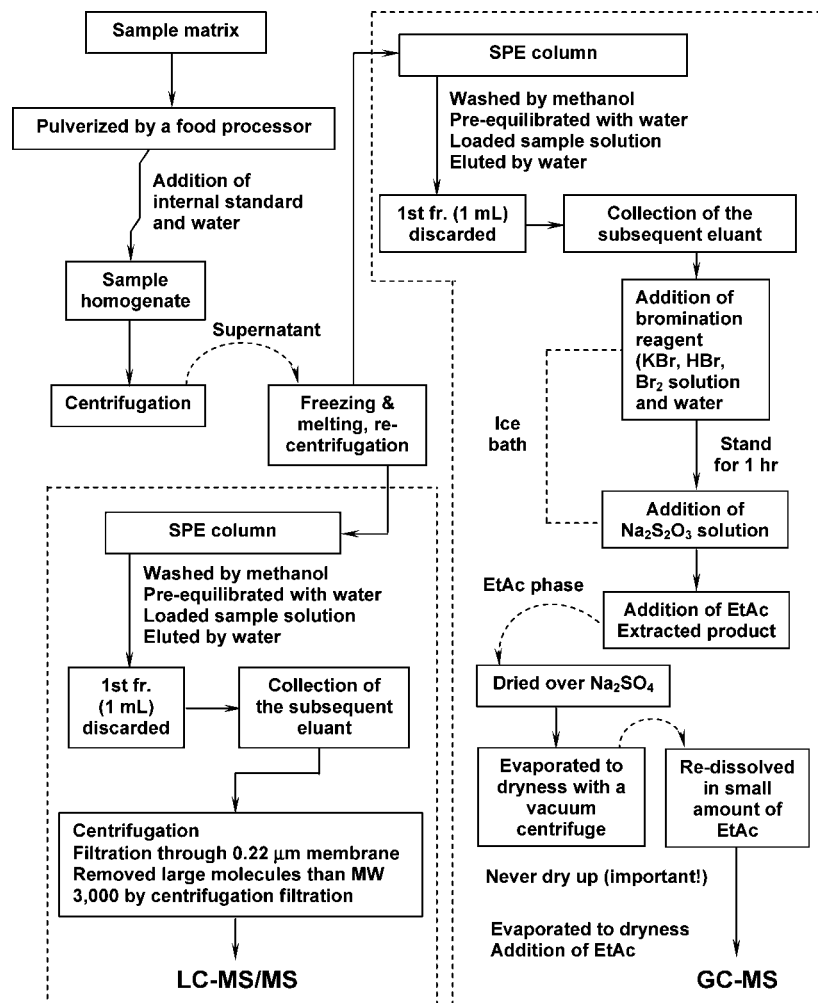 Sample matrix
Pulverized by a food processor
Addition of
internal standard
and water
Sample
homogenate
Supernatant
Centrifugation
Freezing &
melting, re-
centrifugation
SPE column
Washed by methanol
Pre-equilibrated with water
Loaded sample solution
Eluted by water
1st fr.
(1 mL)
discarded
Collection of
the subsequent
eluant
Centrifugation
Filtration through 0.22 μm membrane
Removed large molecules than MW
3,000 by centrifugation filtration
LC-MS/MS
SPE column
Washed by methanol
Pre-equilibrated with water
Loaded sample solution
Eluted by water
1st fr. (1 mL)
discarded
Collection of the
subsequent eluant
Addition of
bromination
reagent
(KBr, HBr,
Br₂ solution
and water
Ice
bath
Stand
for 1 hr
Addition of
Na₂S₂O₃ solution
EtAc phase
Addition of EtAc
Extracted product
Dried over Na₂SO₄
Evaporated to
dryness with a
vacuum
centrifuge
Re-dissolved
in small
amount of
EtAc
Never dry up (important!)
Evaporated to dryness
Addition of EtAc
GC-MS